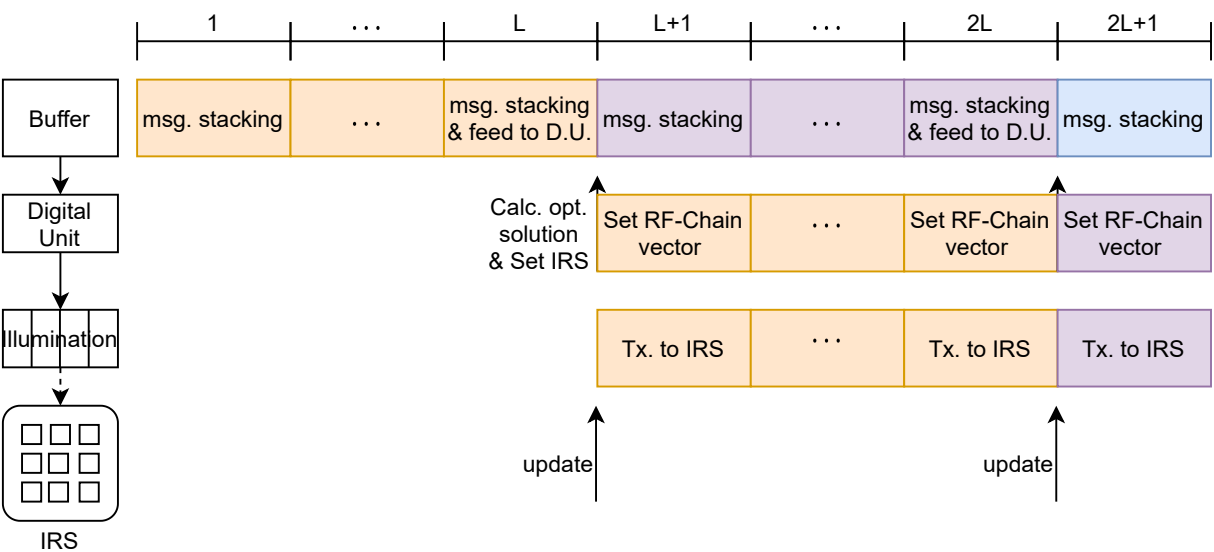 1
...
L
L+1
...
2L
2L+1
Buffer
msg. stacking
...
msg. stacking
& feed to D.U.
msg. stacking
...
msg. stacking
& feed to D.U.
msg. stacking
Digital
Unit
Calc. opt.
solution
& Set IRS
Set RF-Chain
vector
...
Set RF-Chain
vector
Set RF-Chain
vector
Illumination
Tx. to IRS
...
Tx. to IRS
Tx. to IRS
update
update
IRS